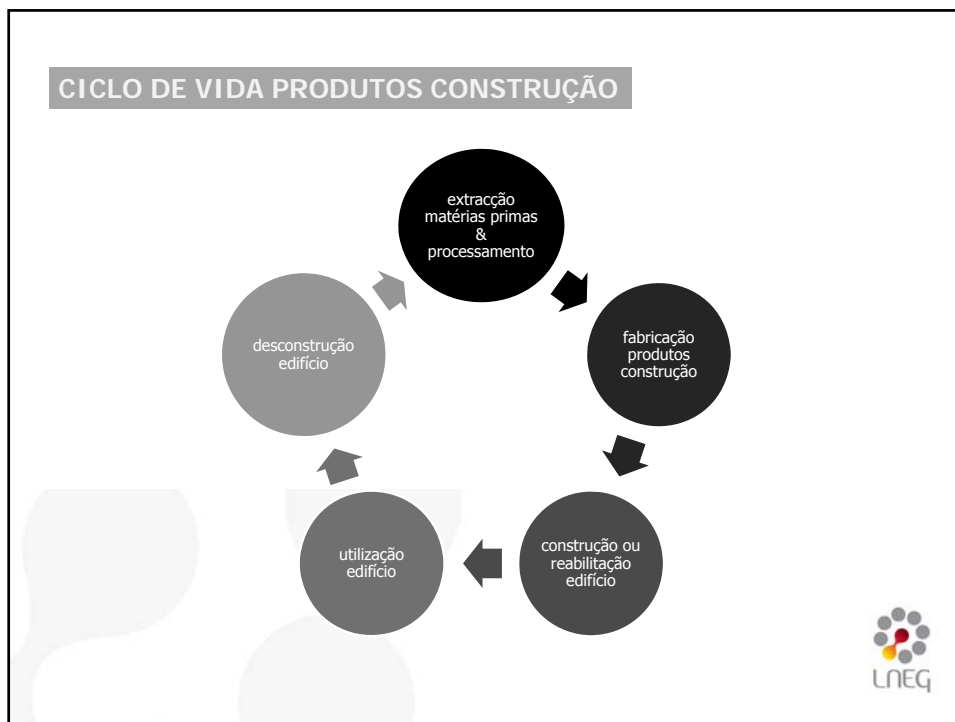 CICLO DE VIDA PRODUTOS CONSTRUÇÃO
extracção
matérias primas
&
processamento
fabricação
produtos
construção
construção ou
reabilitação
edifício
utilização
edifício
desconstrução
edifício
LNEG